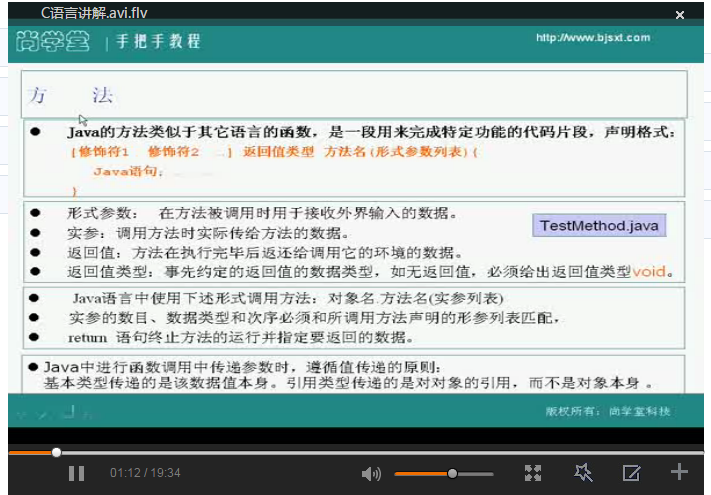 C语言讲解.avi.flv
尚学堂 | 手把手教程
http://www.bjsxt.com
方 法
● Java的方法类似于其它语言的函数，是一段用来完成特定功能的代码片段，声明格式：
[修饰符1 修饰符2 …] 返回值类型 方法名(形式参数列表){
Java语句；
}
● 形式参数： 在方法被调用时用于接收外界输入的数据。
● 实参：调用方法时实际传给方法的数据。
TestMethod.java
● 返回值：方法在执行完毕后返还给调用它的环境的数据。
● 返回值类型：事先约定的返回值的数据类型，如无返回值，必须给出返回值类型void。
● Java语言中使用下述形式调用方法：对象名.方法名(实参列表)
● 实参的数目、数据类型和次序必须和所调用方法声明的形参列表匹配，
● return 语句终止方法的运行并指定要返回的数据。
● Java中进行函数调用中传递参数时，遵循值传递的原则：
基本类型传递的是该数据值本身。引用类型传递的是对对象的引用，而不是对象本身 。
版权所有：尚学堂科技
01:12 / 19:34